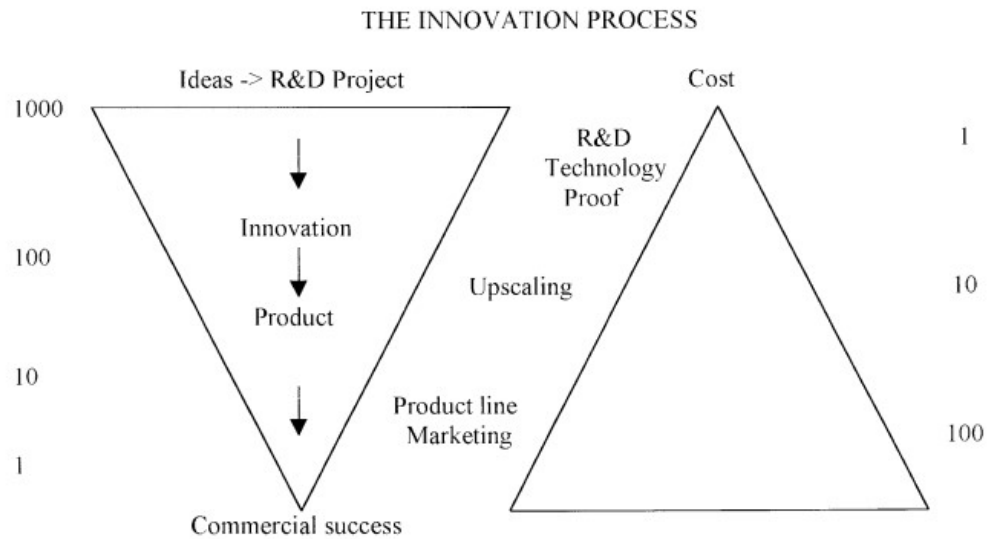 THE INNOVATION PROCESS
Ideas -> R&D Project
Cost
1000
R&D
Technology
Proof
1
Innovation
100
Upscaling
10
Product
10
Product line
Marketing
100
1
Commercial success